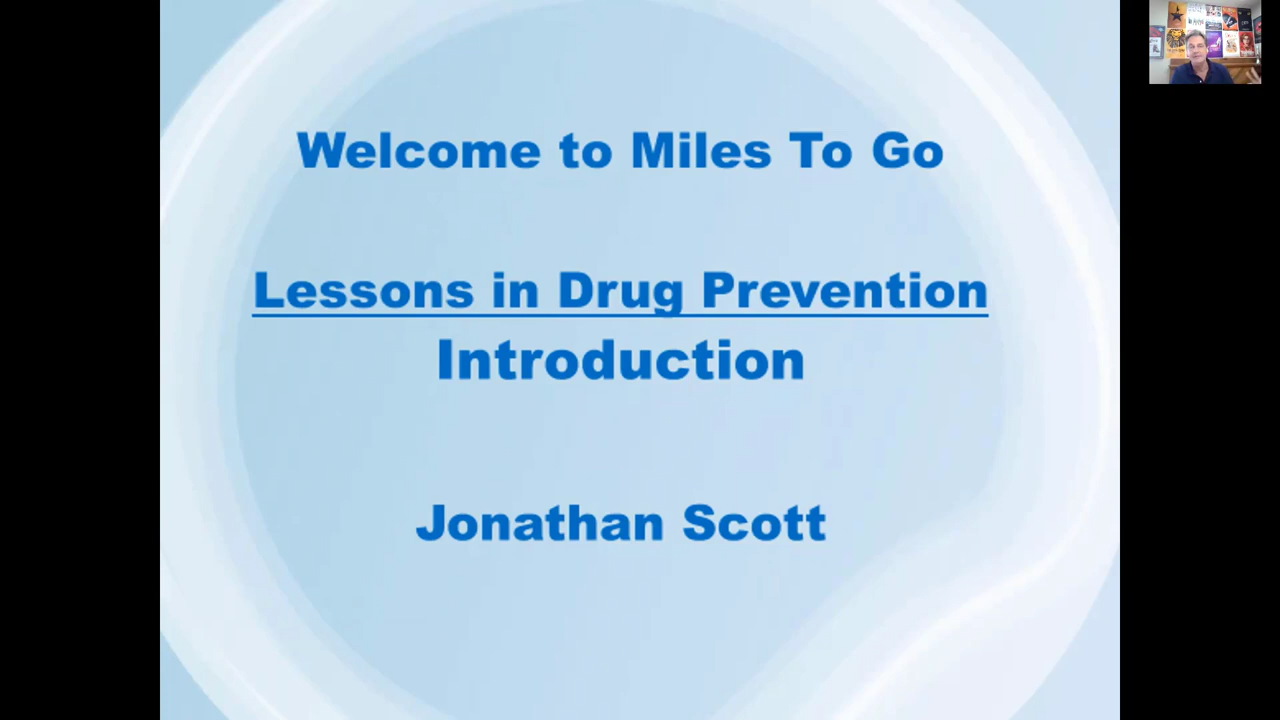 Welcome to Miles To Go
Lessons in Drug Prevention
Introduction
Jonathan Scott